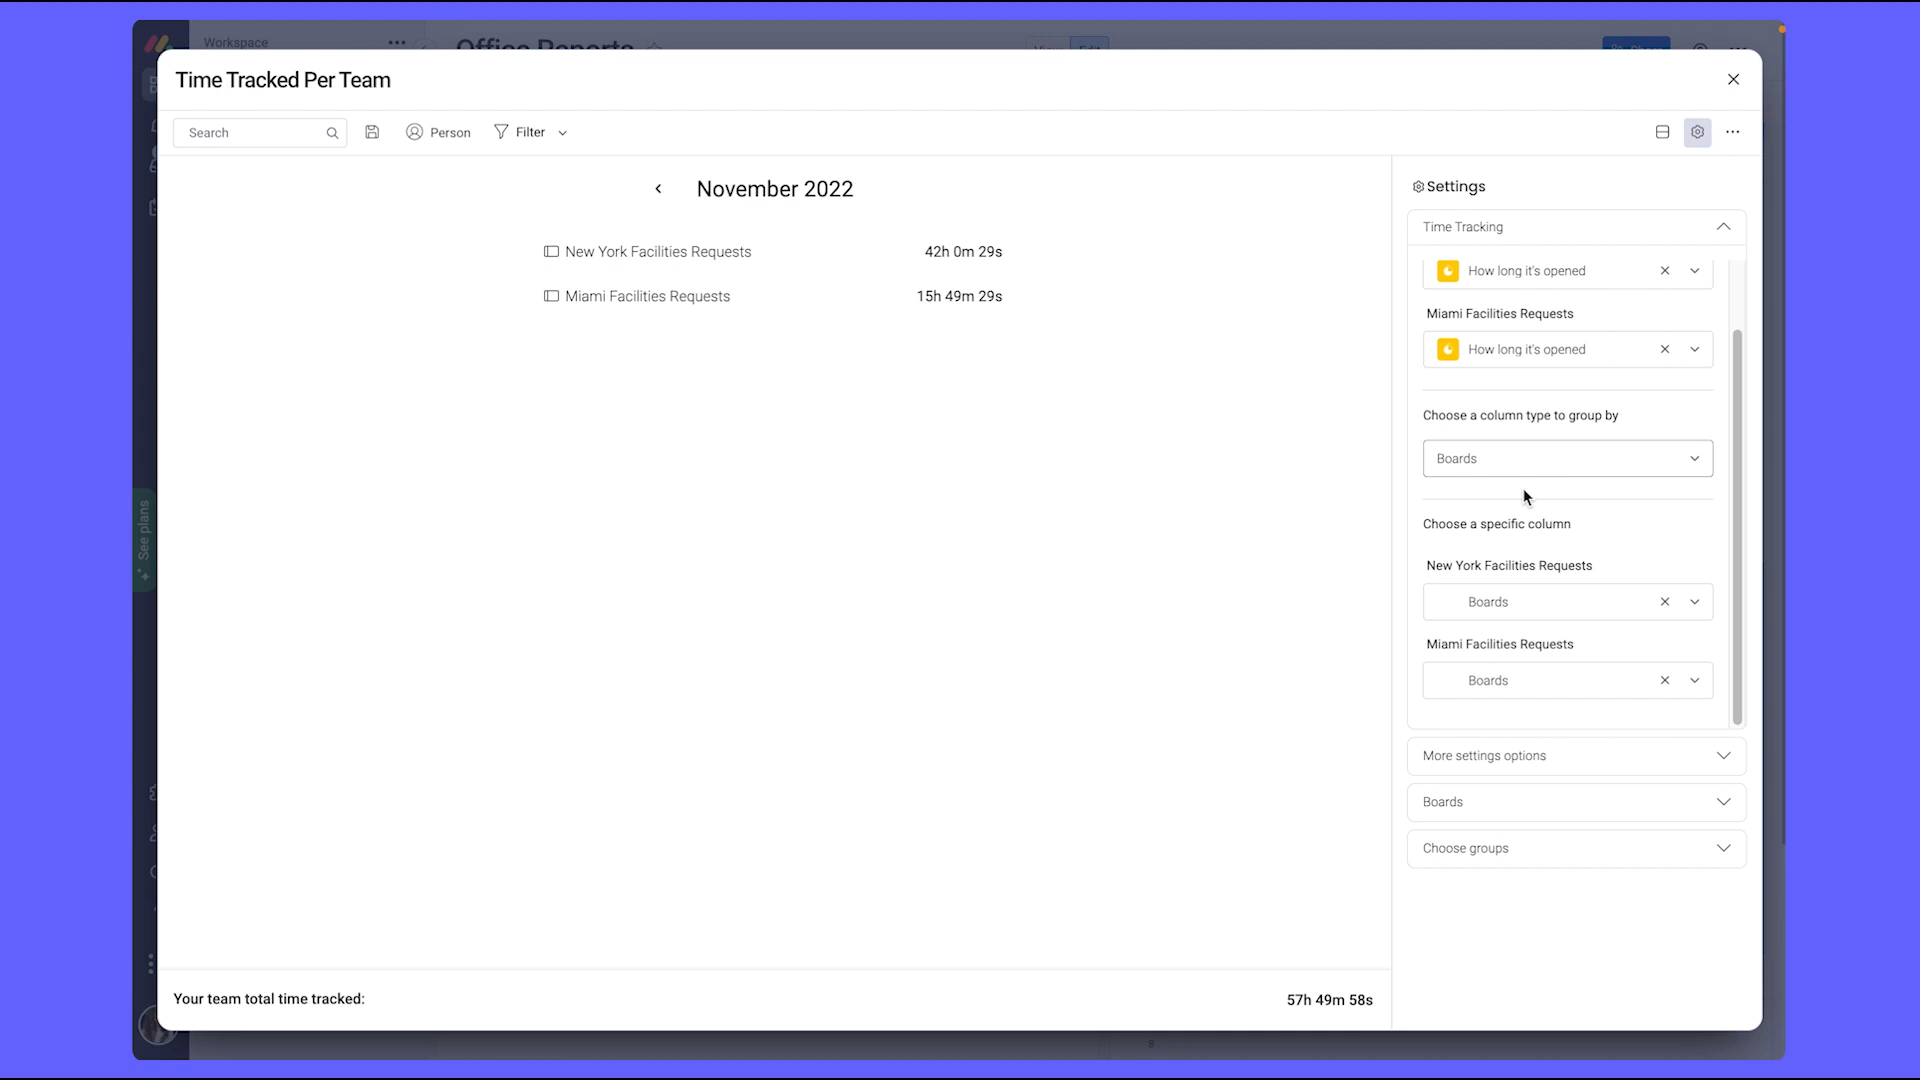 Workspace
Office Reports
Time Tracked Per Team
Search
Person
Filter
November 2022
New York Facilities Requests
42h 0m 29s
Miami Facilities Requests
15h 49m 29s
Settings
Time Tracking
How long it's opened
Miami Facilities Requests
How long it's opened
Choose a column type to group by
Boards
Choose a specific column
New York Facilities Requests
Boards
Miami Facilities Requests
Boards
More settings options
Boards
Choose groups
See plans
Your team total time tracked:
57h 49m 58s
8